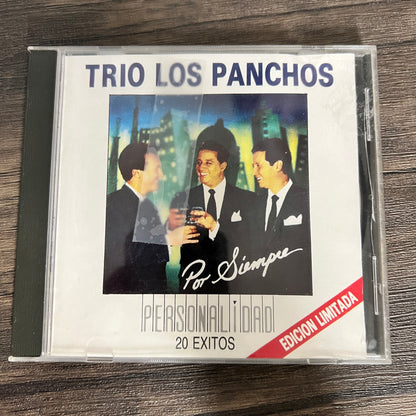 TRIO LOS PANCHOS
Por Siempre
PERSONALIDAD
20 EXITOS
EDICION LIMITADA